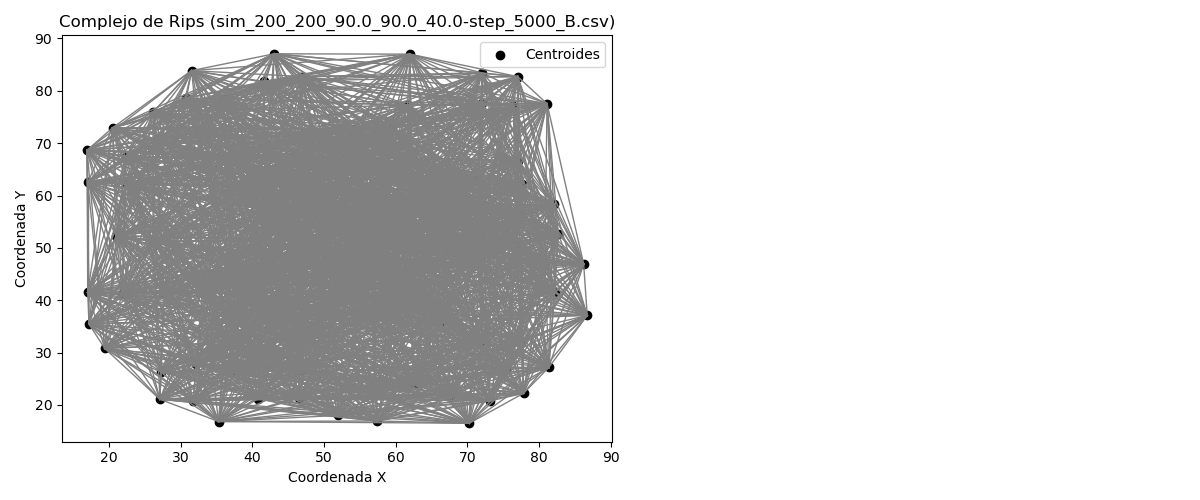 Complejo de Rips (sim_200_200_90.0_90.0_40.0-step_5000_B.csv)
Centroides
90
80
70
60
50
40
30
20
Coordenada Y
20 30 40 50 60 70 80 90
Coordenada X